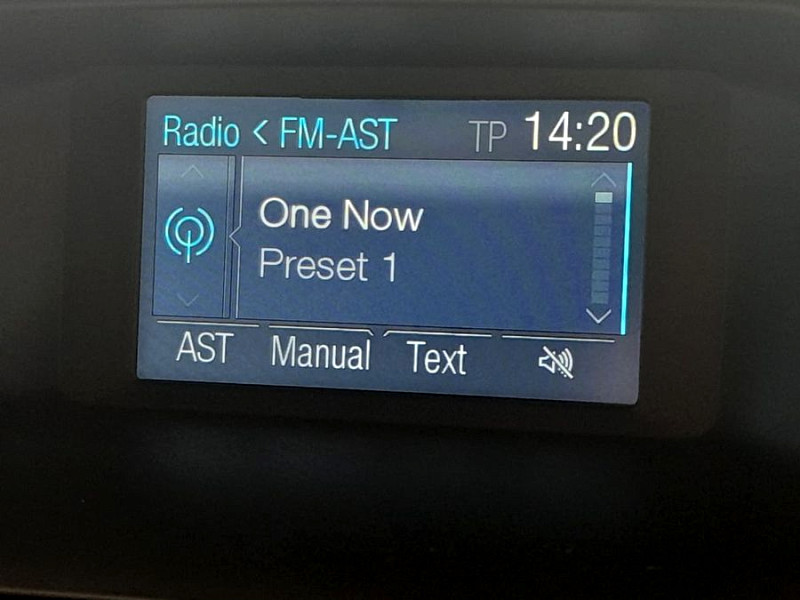 Radio < FM-AST TP 14:20
One Now
Preset 1
AST Manual Text